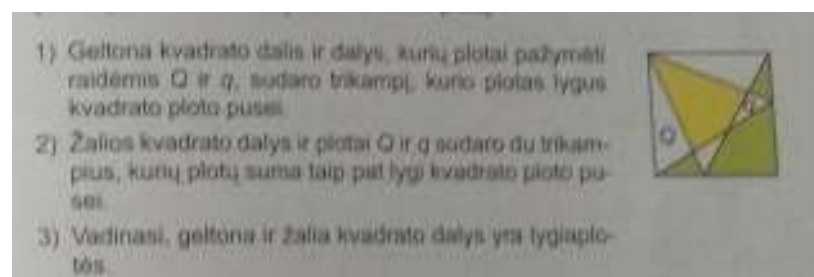 1) Geltona kvadrato dalis ir dalys, kurių plotai pažymėti
raidėmis Q ir q, sudaro trikampį, kurio plotas lygus
kvadrato ploto pusei.
2) Žalios kvadrato dalys ir plotai Q ir q sudaro du trikam-
pius, kurių plotų suma taip pat lygi kvadrato ploto pu-
sei.
3) Vadinasi, geltona ir žalia kvadrato dalys yra lygiaplo-
tės.
Q
q